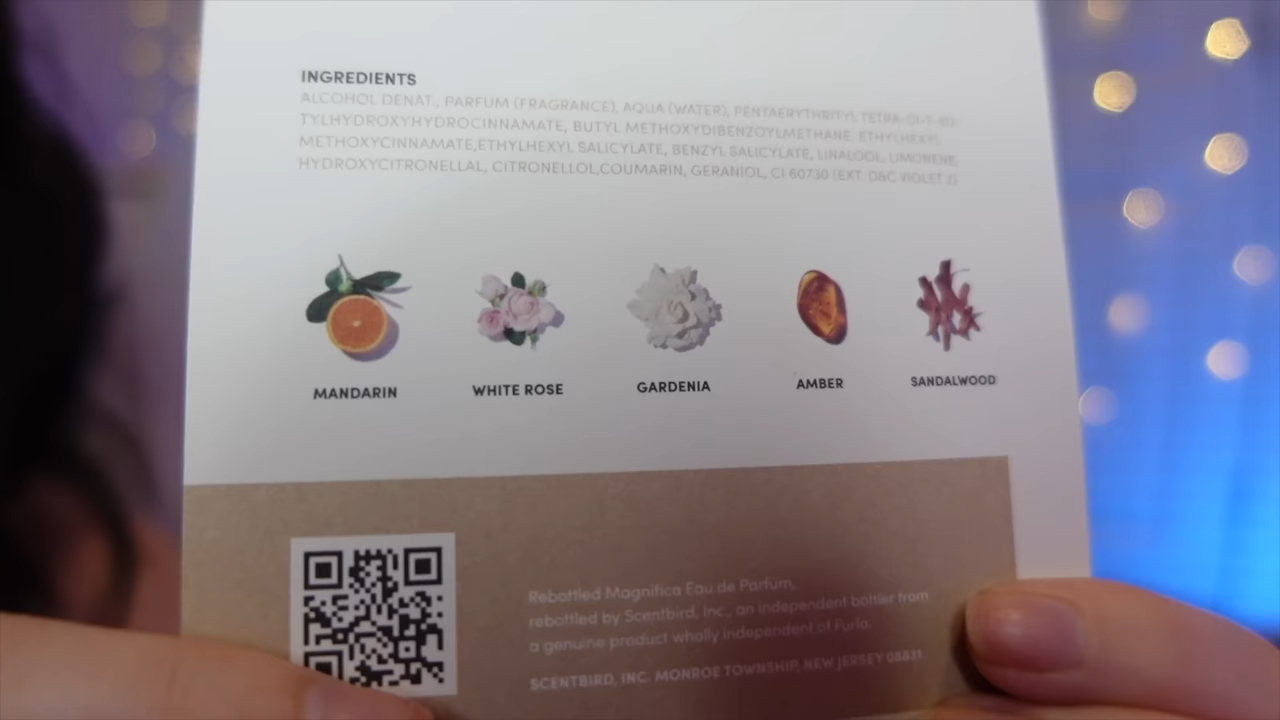 INGREDIENTS
ALCOHOL DENAT., PARFUM (FRAGRANCE), AQUA (WATER), PENTAERYTHRITYL TETRA-DI-T-BU-
TYLHYDROXYHYDROCINNAMATE, BUTYL METHOXYDIBENZOYLMETHANE, ETHYLHEXYL
METHOXYCINNAMATE,ETHYLHEXYL SALICYLATE, BENZYL SALICYLATE, LINALOOL, LIMONENE,
HYDROXYCITRONELLAL, CITRONELLOL,COUMARIN, GERANIOL, CI 60730 (EXT. D&C VIOLET 2)
MANDARIN
WHITE ROSE
GARDENIA
AMBER
SANDALWOOD
Rebottled Magnifica Eau de Parfum,
rebottled by Scentbird, Inc., an independent bottler from
a genuine product wholly independent of Furla.
SCENTBIRD, INC. MONROE TOWNSHIP, NEW JERSEY 08831